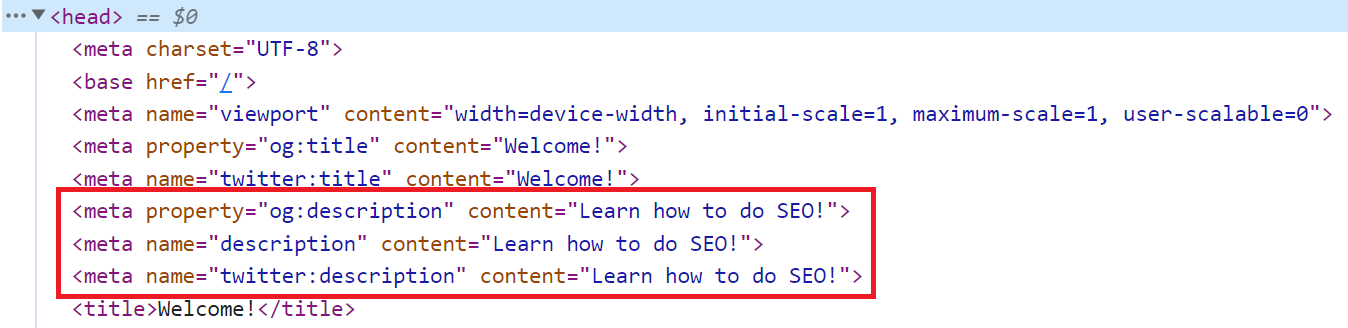 ••• ▼<head> == $0
<meta charset="UTF-8">
<base href="/">
<meta name="viewport" content="width=device-width, initial-scale=1, maximum-scale=1, user-scalable=0">
<meta property="og:title" content="Welcome!">
<meta name="twitter:title" content="Welcome!">
<meta property="og:description" content="Learn how to do SEO!">
<meta name="description" content="Learn how to do SEO!">
<meta name="twitter:description" content="Learn how to do SEO!">
<title>Welcome!</title>